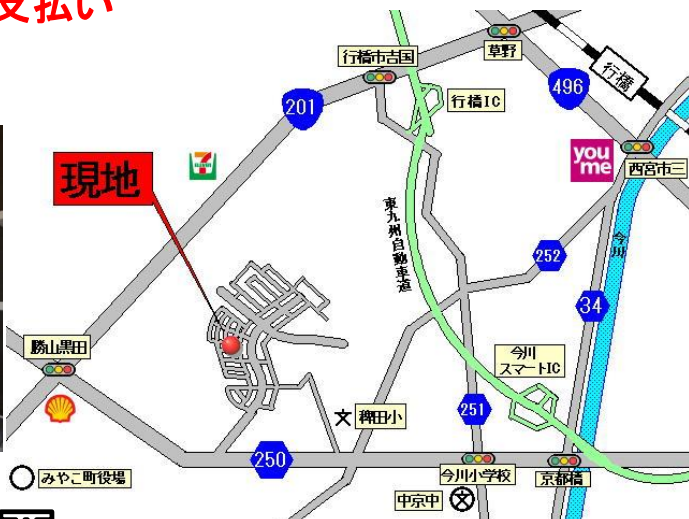 支払い
行橋市吉国
草野
行橋
201
行橋IC
496
you
me
西宮市三
現地
7
東九州自動車道
今川
252
34
勝山黒田
今川
スマートIC
251
稗田小
250
みやこ町役場
今川小学校
京都橋
中京中